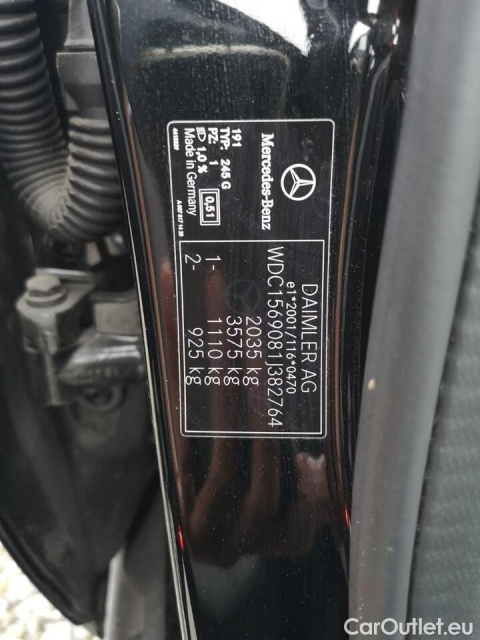 Mercedes-Benz
191
TYP: 245 G
PZ: 1 0,51
1,0 %
Made in Germany
DAIMLER AG
e1*2001/116*0470
WDC1569081J382764
2035 kg
3575 kg
1- 1110 kg
2- 925 kg
CarOutlet.eu